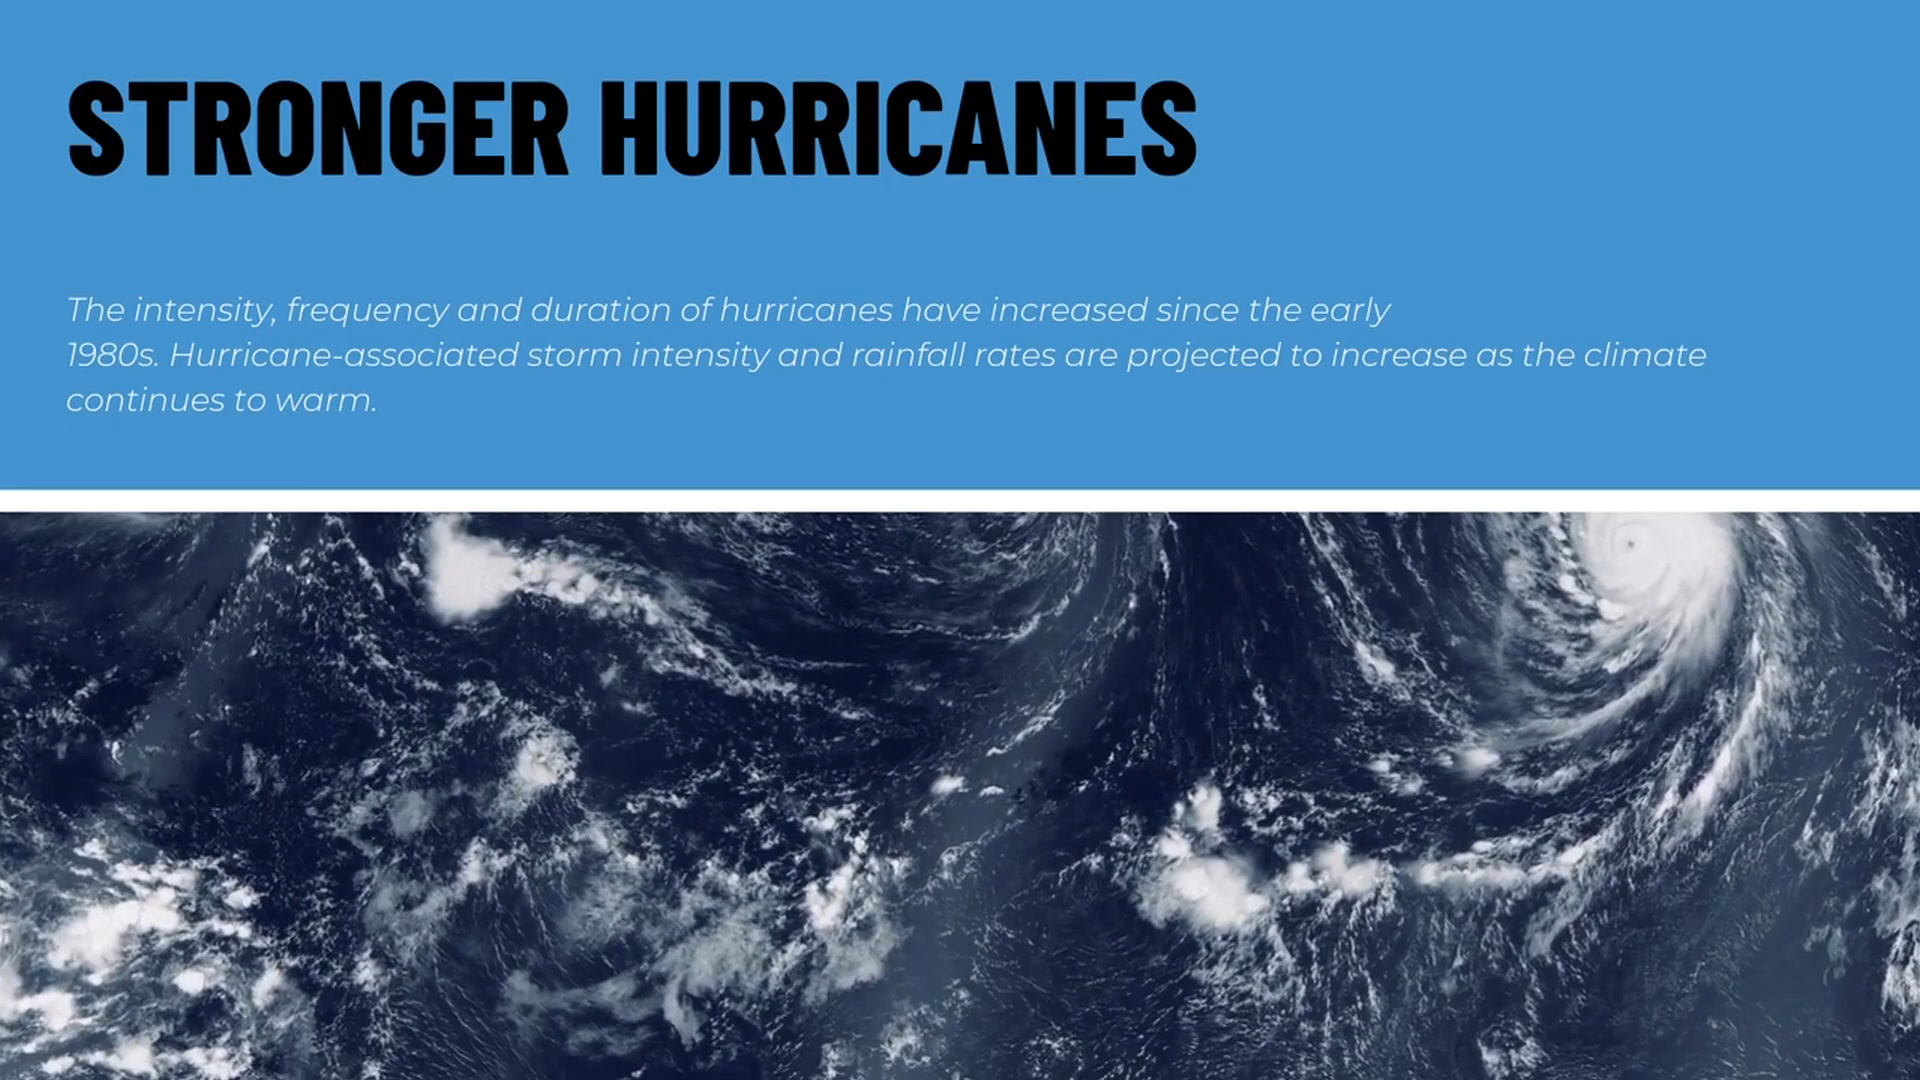 STRONGER HURRICANES
The intensity, frequency and duration of hurricanes have increased since the early
1980s. Hurricane-associated storm intensity and rainfall rates are projected to increase as the climate
continues to warm.